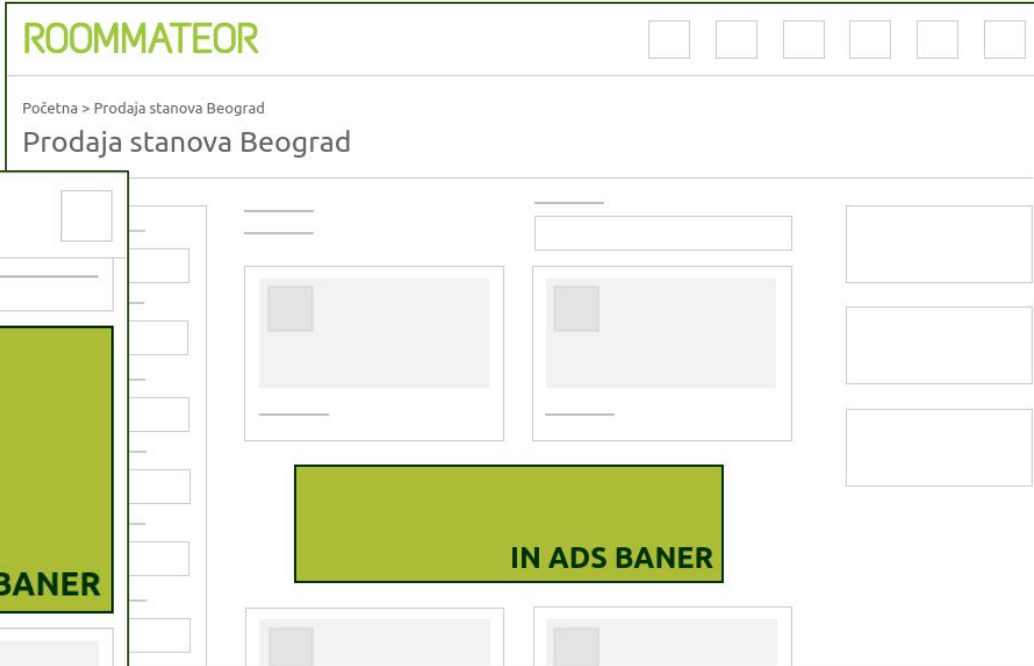 ROOMMATEOR
Početna > Prodaja stanova Beograd
Prodaja stanova Beograd
IN ADS BANER
BANER